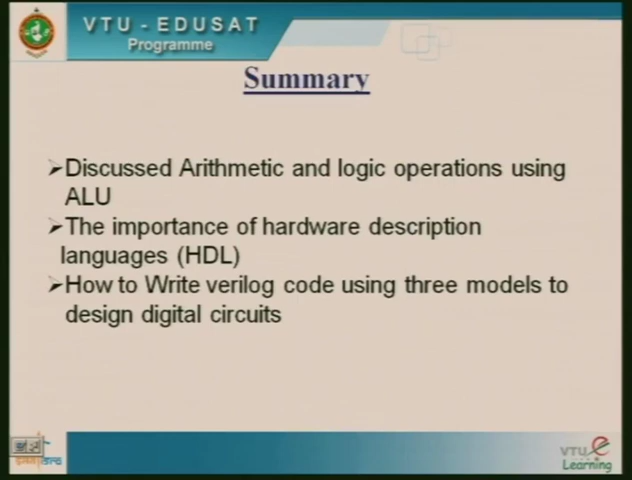 VTU - EDUSAT
Programme
Summary
➢Discussed Arithmetic and logic operations using
ALU
➢The importance of hardware description
languages (HDL)
➢How to Write verilog code using three models to
design digital circuits
VTU e
Learning